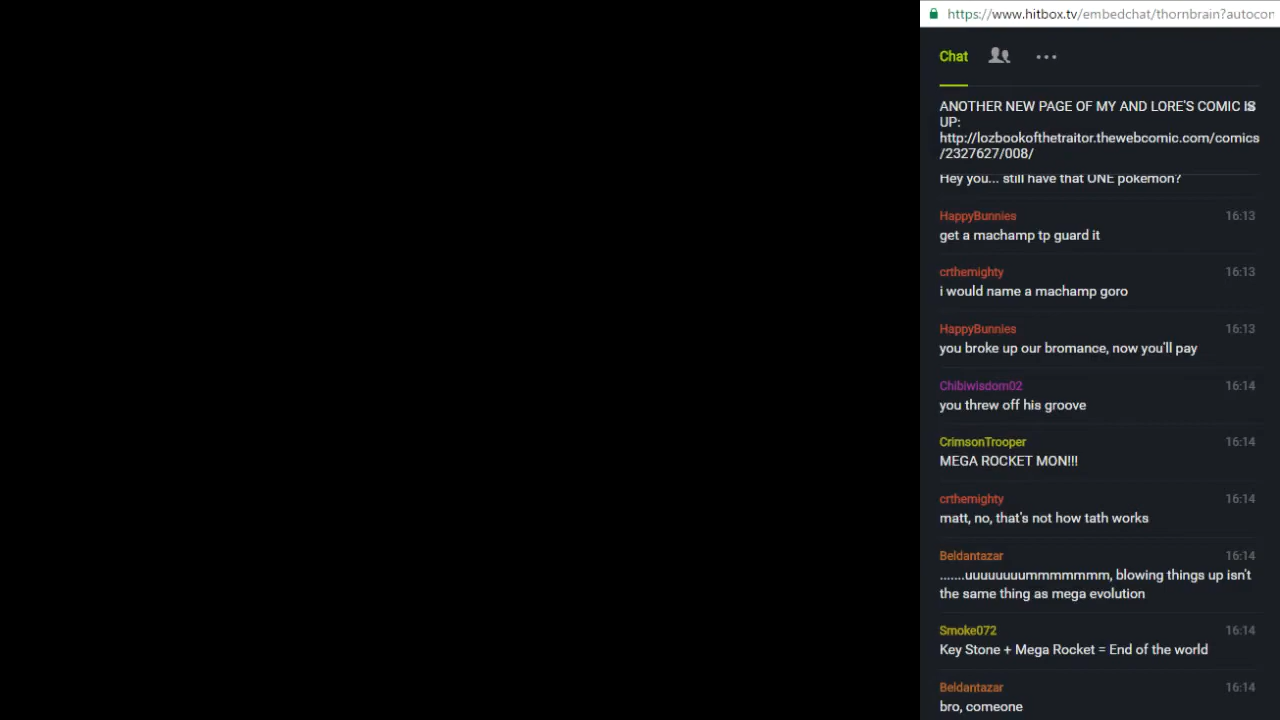 https://www.hitbox.tv/embedchat/thornbrain?autocon
Chat
ANOTHER NEW PAGE OF MY AND LORE'S COMIC IS
UP:
http://lozbookofthetraitor.thewebcomic.com/comics
/2327627/008/
Hey you... still have that ONE pokemon?
HappyBunnies 16:13
get a machamp tp guard it
crthemighty 16:13
i would name a machamp goro
HappyBunnies 16:13
you broke up our bromance, now you'll pay
Chibiwisdom02 16:14
you threw off his groove
CrimsonTrooper 16:14
MEGA ROCKET MON!!!
crthemighty 16:14
matt, no, that's not how tath works
Beldantazar 16:14
.......uuuuuuuummmmmmm, blowing things up isn't
the same thing as mega evolution
Smoke072 16:14
Key Stone + Mega Rocket = End of the world
Beldantazar 16:14
bro, comeone